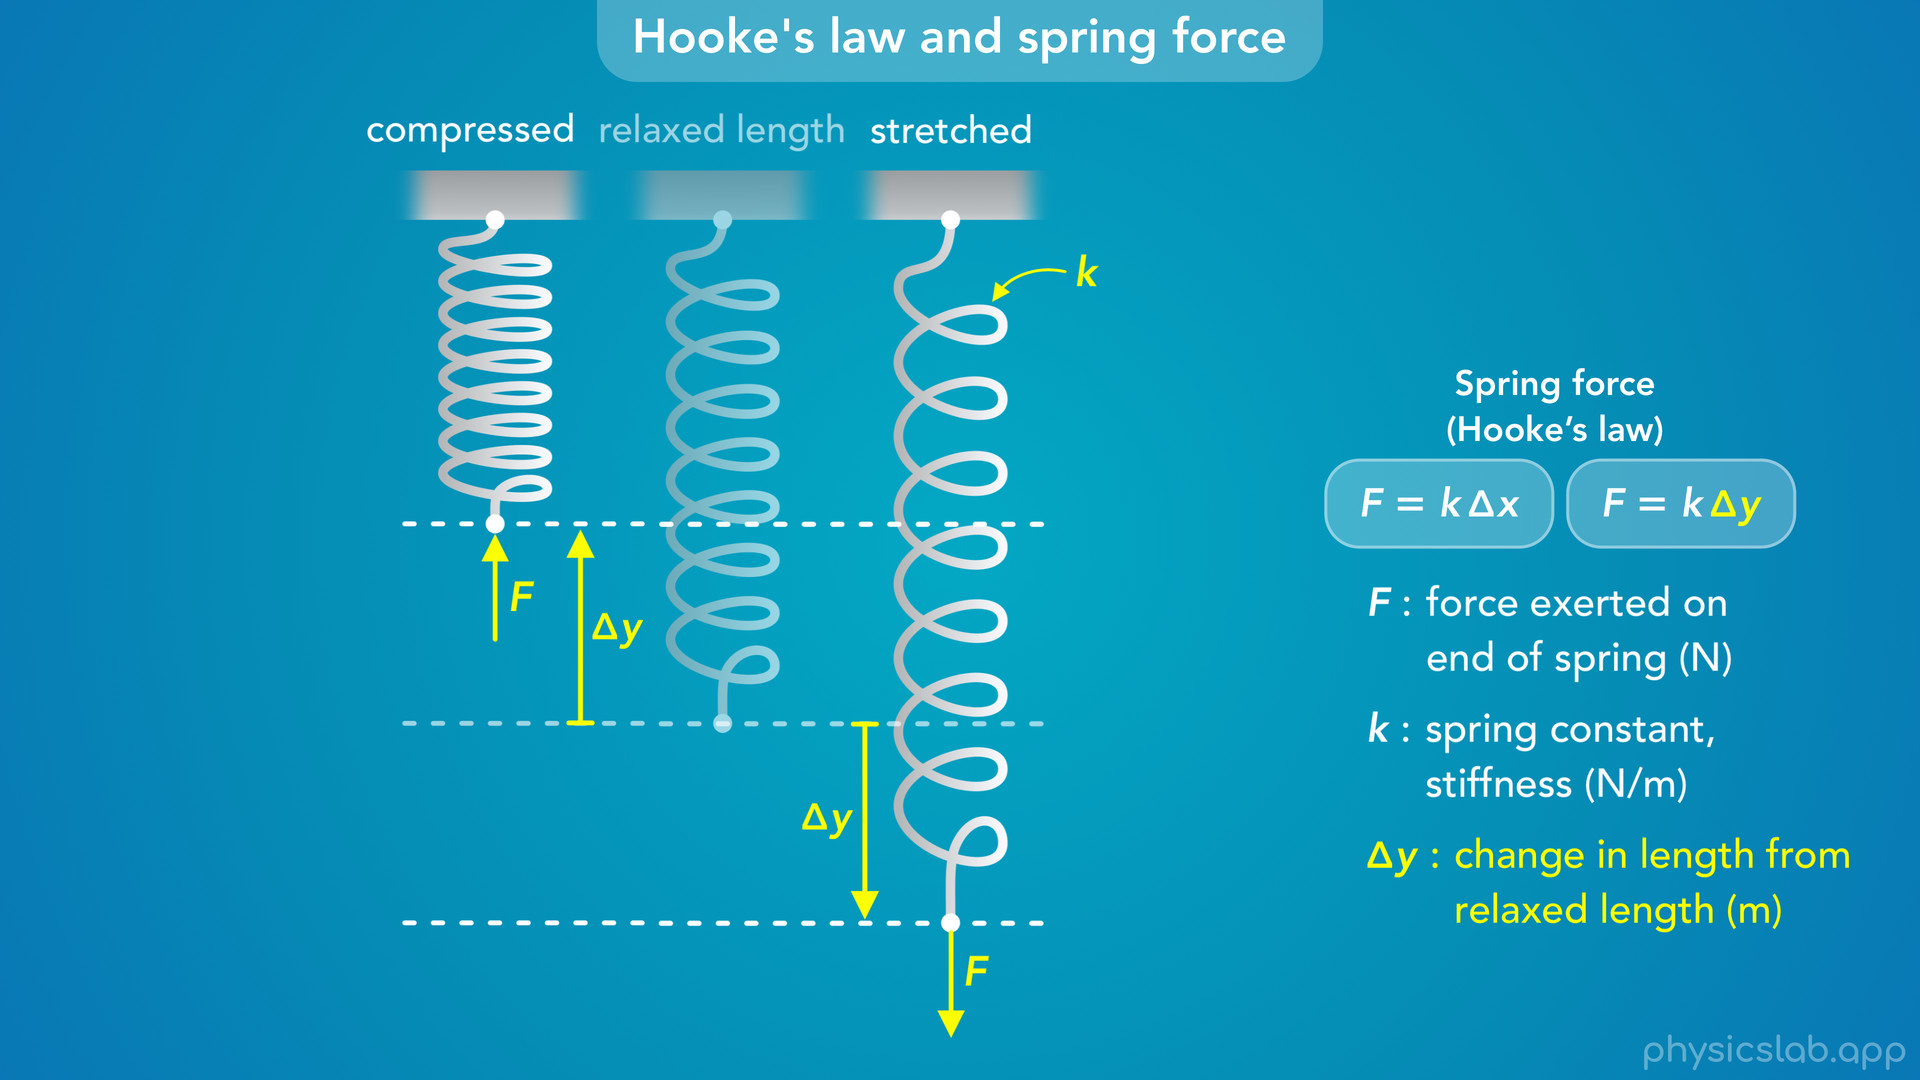 Hooke's law and spring force
compressed
relaxed length
stretched
k
F
Δy
Δy
F
Spring force
(Hooke’s law)
F = kΔx
F = kΔy
F : force exerted on
end of spring (N)
k : spring constant,
stiffness (N/m)
Δy : change in length from
relaxed length (m)
physicslab.app